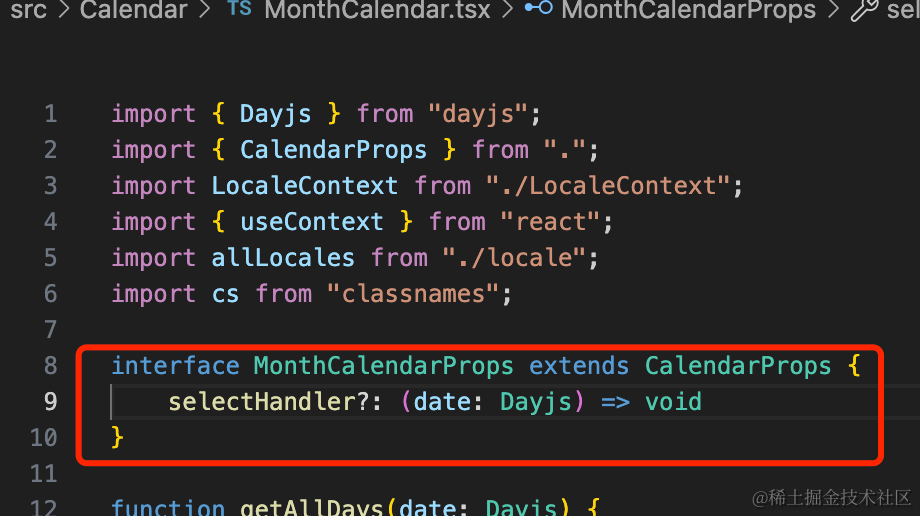 src > Calendar > TS MonthCalendar.tsx > MonthCalendarProps > sel
1 import { Dayjs } from "dayjs";
2 import { CalendarProps } from ".";
3 import LocaleContext from "./LocaleContext";
4 import { useContext } from "react";
5 import allLocales from "./locale";
6 import cs from "classnames";
7
8 interface MonthCalendarProps extends CalendarProps {
9 selectHandler?: (date: Dayjs) => void
10 }
11
12 function getAllDays(date: Dayjs) {
@稀土掘金技术社区